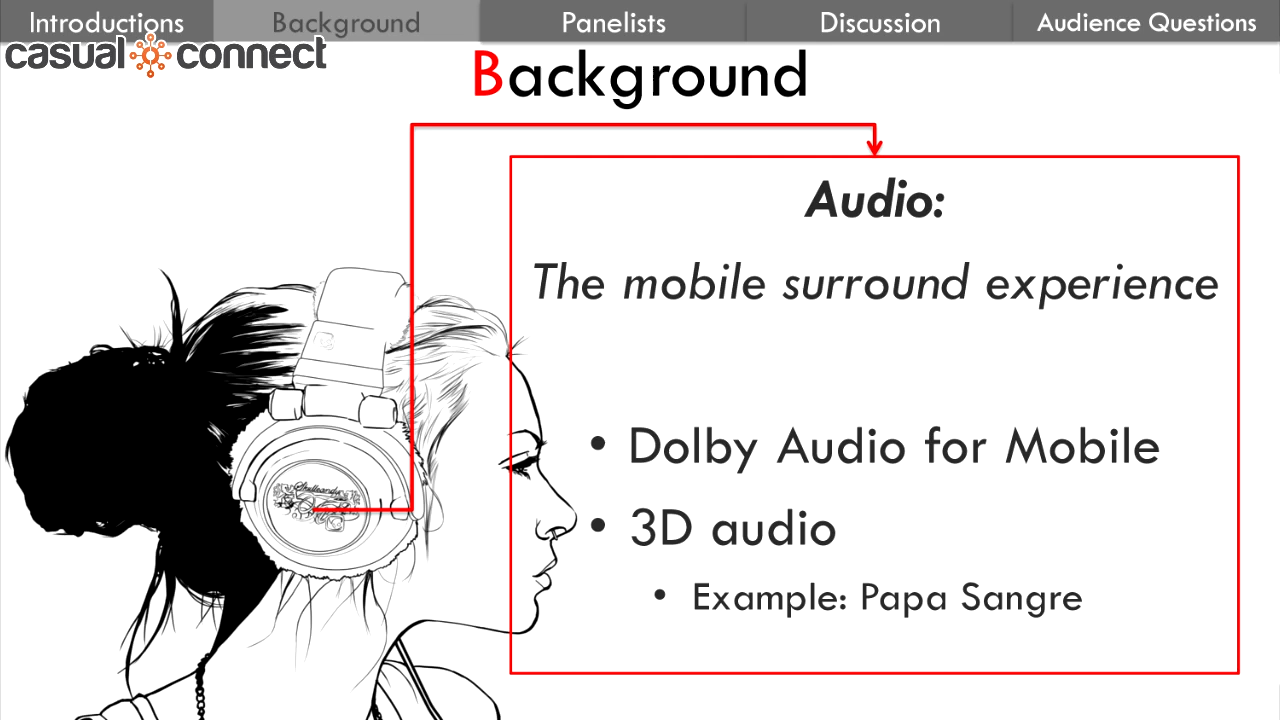 Introductions Background Panelists Discussion Audience Questions
casual connect
Background
Audio:
The mobile surround experience
• Dolby Audio for Mobile
• 3D audio
• Example: Papa Sangre
Skullcandy